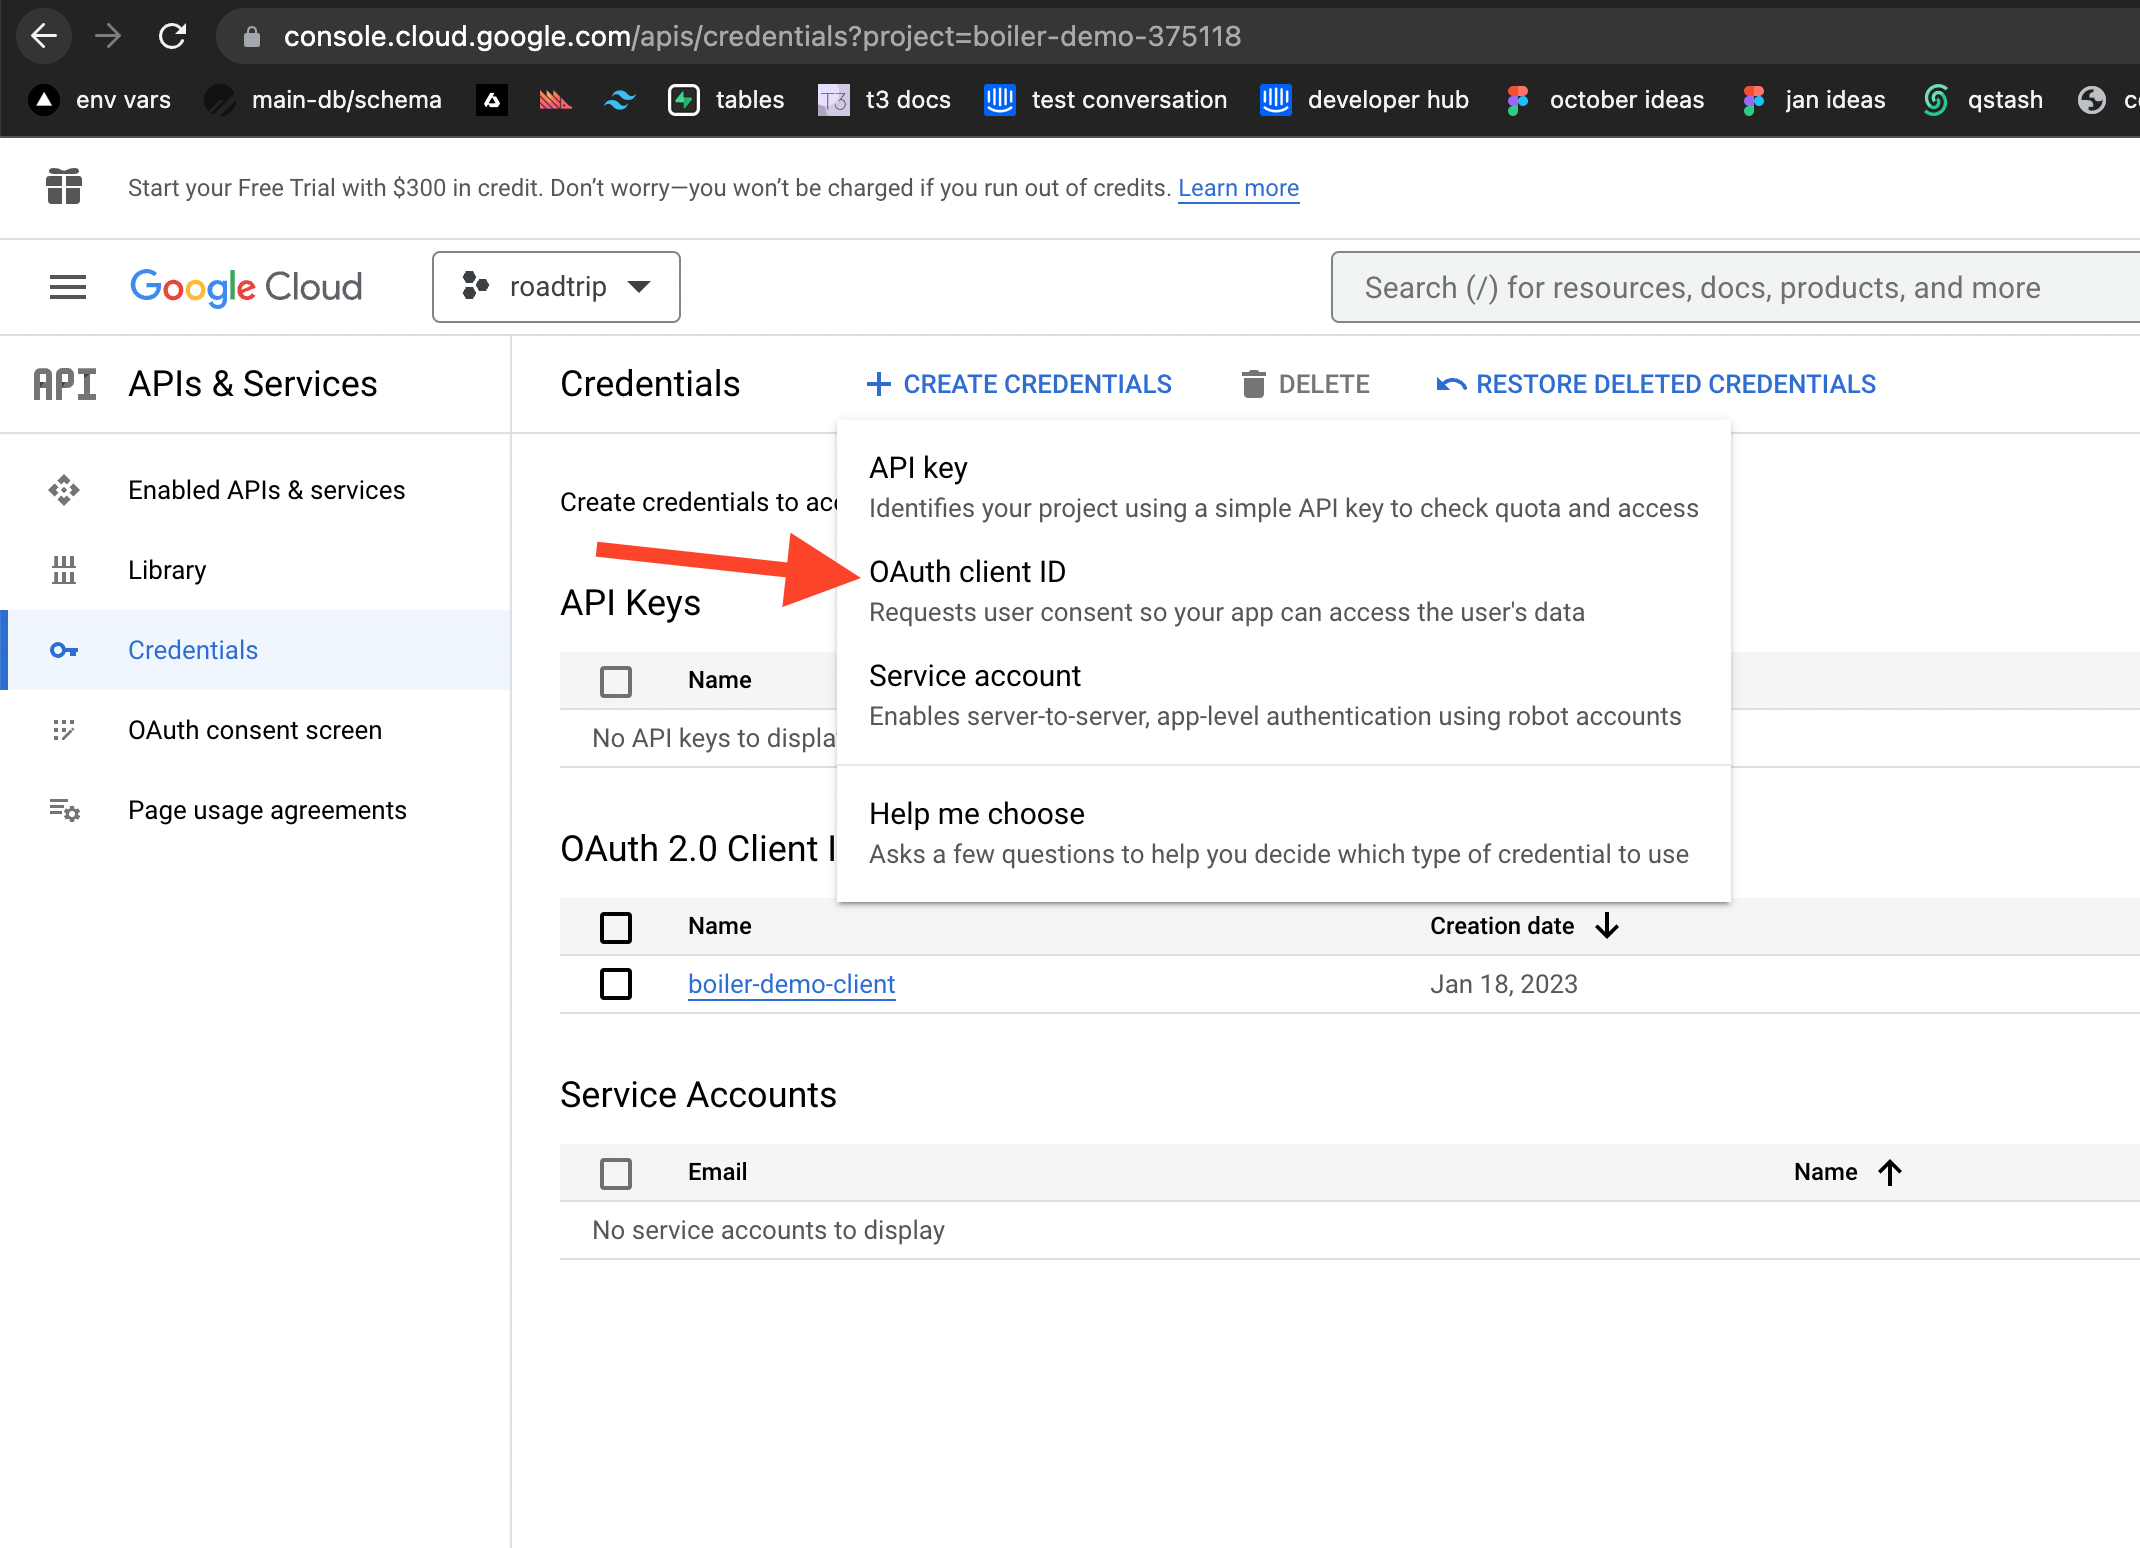 console.cloud.google.com/apis/credentials?project=boiler-demo-375118
env vars
main-db/schema
tables
T3
t3 docs
test conversation
developer hub
october ideas
jan ideas
qstash
Start your Free Trial with $300 in credit. Don’t worry—you won’t be charged if you run out of credits. Learn more
Google Cloud
roadtrip
Search (/) for resources, docs, products, and more
API
APIs & Services
Credentials
CREATE CREDENTIALS
DELETE
RESTORE DELETED CREDENTIALS
Enabled APIs & services
Library
Credentials
OAuth consent screen
Page usage agreements
Create credentials to
API key
Identifies your project using a simple API key to check quota and access
OAuth client ID
Requests user consent so your app can access the user's data
Service account
Enables server-to-server, app-level authentication using robot accounts
Help me choose
Asks a few questions to help you decide which type of credential to use
API Keys
Name
No API keys to displa
OAuth 2.0 Client I
Name
Creation date
boiler-demo-client
Jan 18, 2023
Service Accounts
Email
Name
No service accounts to display